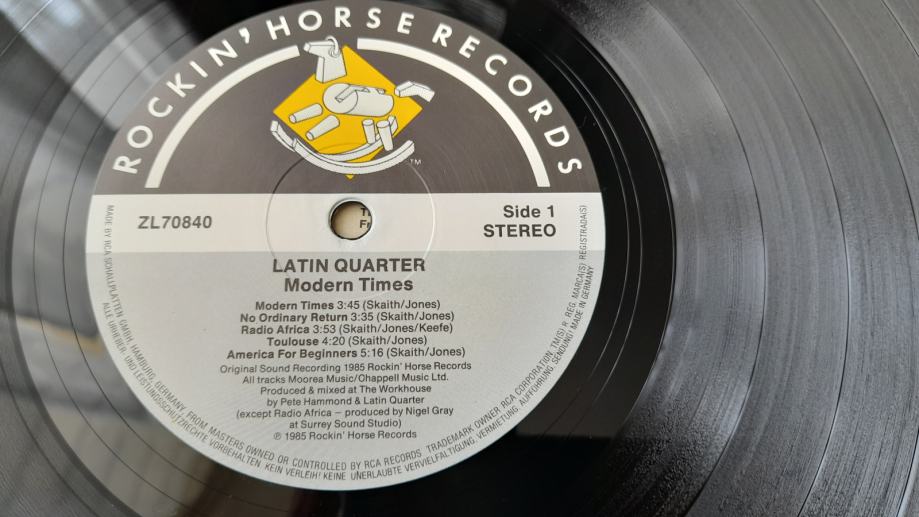 ROCKIN' HORSE RECORDS
TM
ZL70840
Side 1
STEREO
LATIN QUARTER
Modern Times
Modern Times 3:45 (Skaith/Jones)
No Ordinary Return 3:35 (Skaith/Jones)
Radio Africa 3:53 (Skaith/Jones/Keefe)
Toulouse 4:20 (Skaith/Jones)
America For Beginners 5:16 (Skaith/Jones)
Original Sound Recording 1985 Rockin' Horse Records
All tracks Moorea Music/Chappell Music Ltd.
Produced & mixed at The Workhouse
by Pete Hammond & Latin Quarter
(except Radio Africa – produced by Nigel Gray
at Surrey Sound Studio)
℗ 1985 Rockin' Horse Records
MADE BY RCA SCHALLPLATTEN GMBH, HAMBURG, GERMANY, FROM MASTERS OWNED OR CONTROLLED BY RCA RECORDS TRADEMARK OWNER RCA CORPORATION TM(S) ® REG. MARCA(S) REGISTRADA(S)
ALLE URHEBER- UND LEISTUNGSSCHUTZRECHTE VORBEHALTEN. KEIN VERLEIH! KEINE UNERLAUBTE VERVIELFÄLTIGUNG, VERMIETUNG, AUFFÜHRUNG, SENDUNG! MADE IN GERMANY